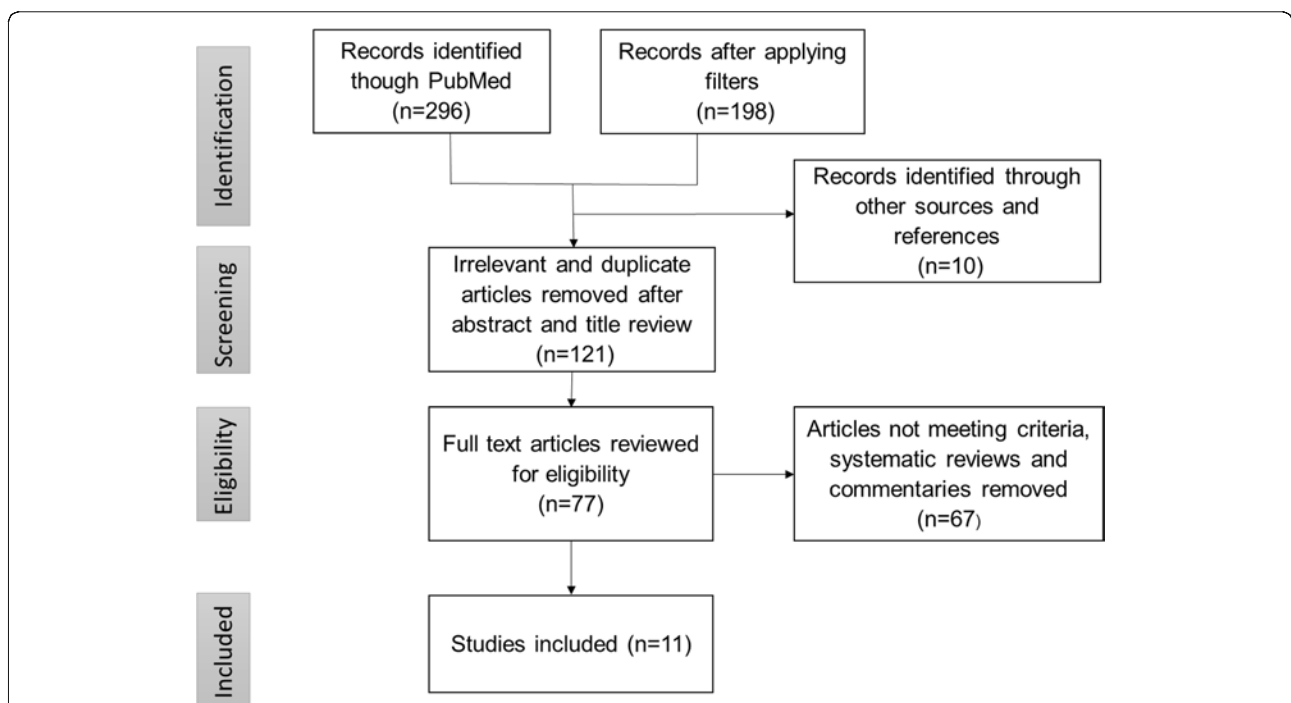 Identification
Records identified
though PubMed
(n=296)
Records after applying
filters
(n=198)
Records identified through
other sources and
references
(n=10)
Screening
Irrelevant and duplicate
articles removed after
abstract and title review
(n=121)
Eligibility
Full text articles reviewed
for eligibility
(n=77)
Articles not meeting criteria,
systematic reviews and
commentaries removed
(n=67)
Included
Studies included (n=11)